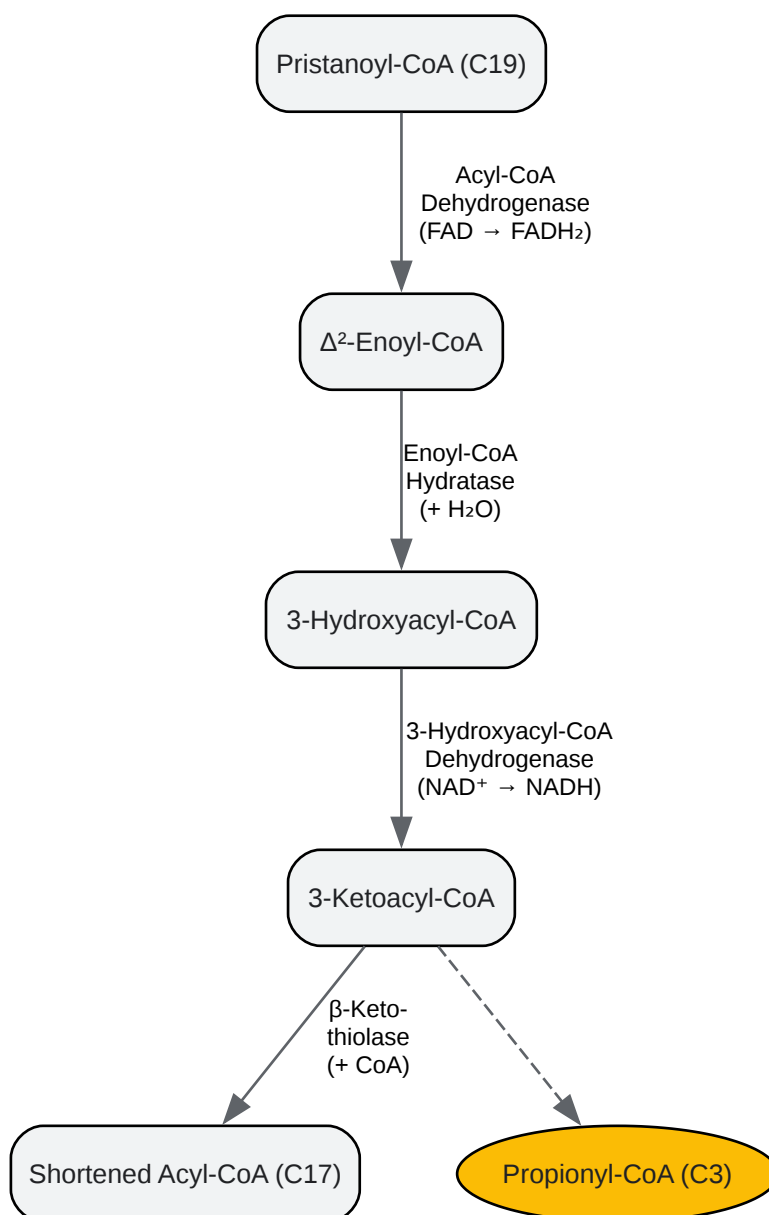 Pristanoyl-CoA (C19)
Acyl-CoA
Dehydrogenase
(FAD → FADH₂)
Δ²-Enoyl-CoA
Enoyl-CoA
Hydratase
(+ H₂O)
3-Hydroxyacyl-CoA
3-Hydroxyacyl-CoA
Dehydrogenase
(NAD⁺ → NADH)
3-Ketoacyl-CoA
β-Keto-
thiolase
(+ CoA)
Shortened Acyl-CoA (C17)
Propionyl-CoA (C3)